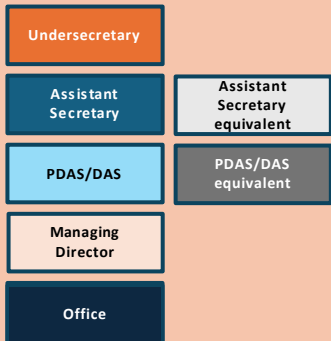 Undersecretary
Assistant
Secretary
Assistant
Secretary
equivalent
PDAS/DAS
PDAS/DAS
equivalent
Managing
Director
Office